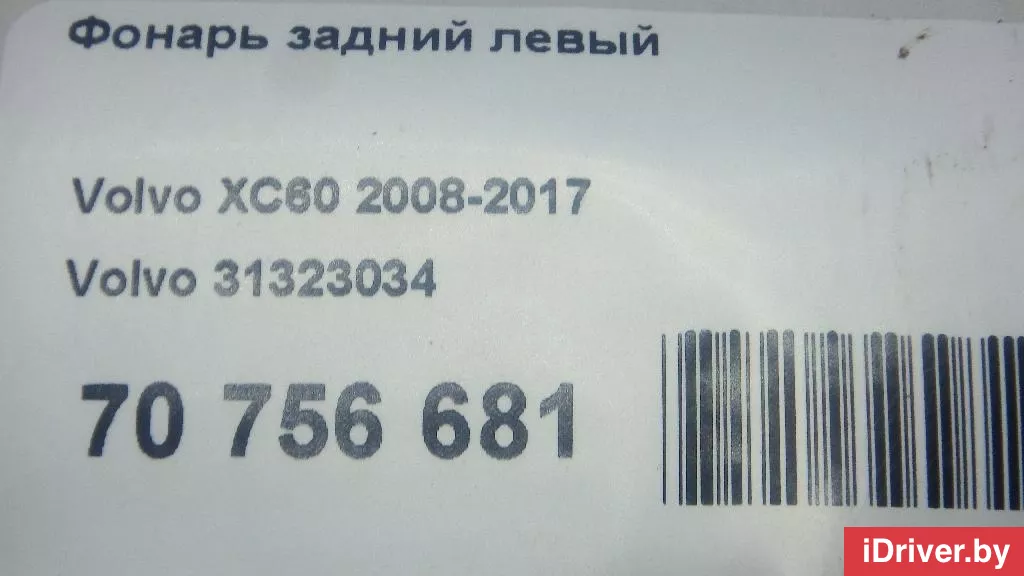 Фонарь задний левый
Volvo XC60 2008-2017
Volvo 31323034
70 756 681
iDriver.by